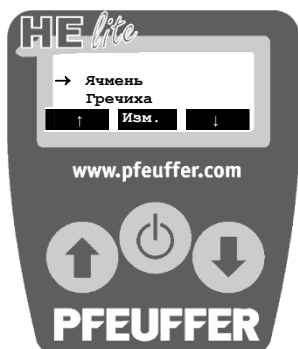 HE lite
→ Ячмень
Гречиха
↑ Изм. ↓
www.pfeuffer.com
PFEUFFER